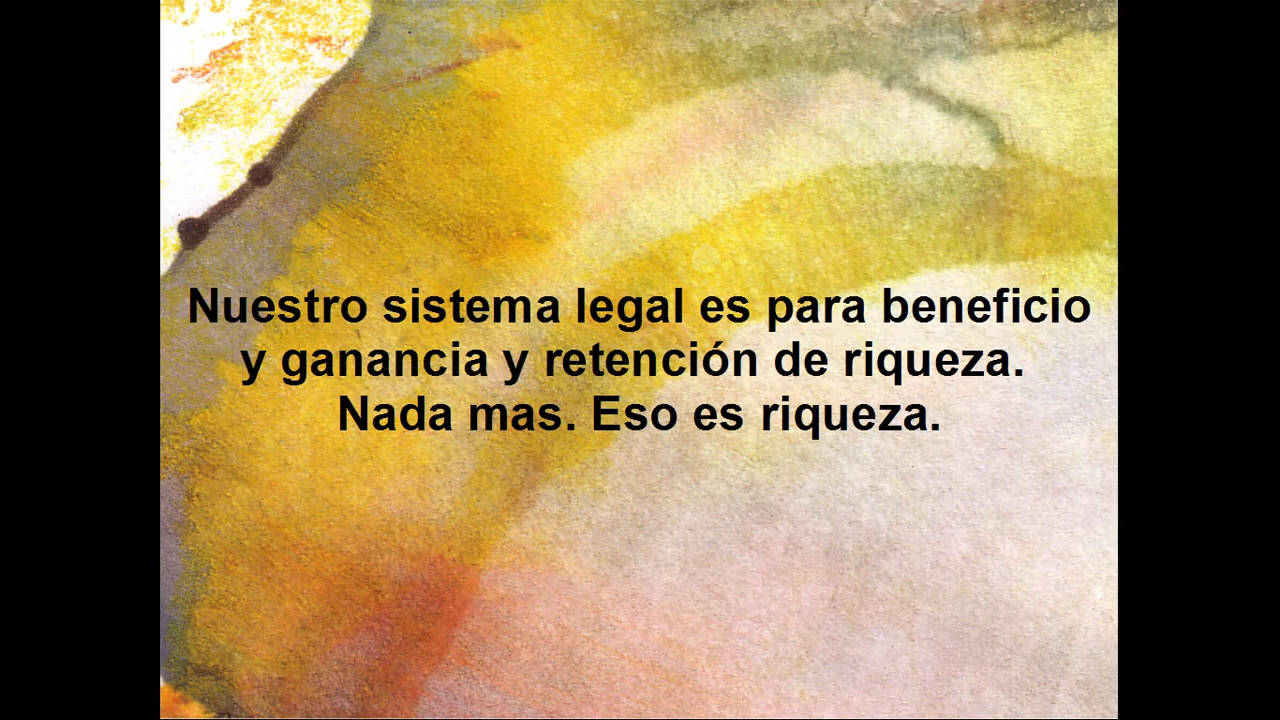 Nuestro sistema legal es para beneficio
y ganancia y retención de riqueza.
Nada mas. Eso es riqueza.